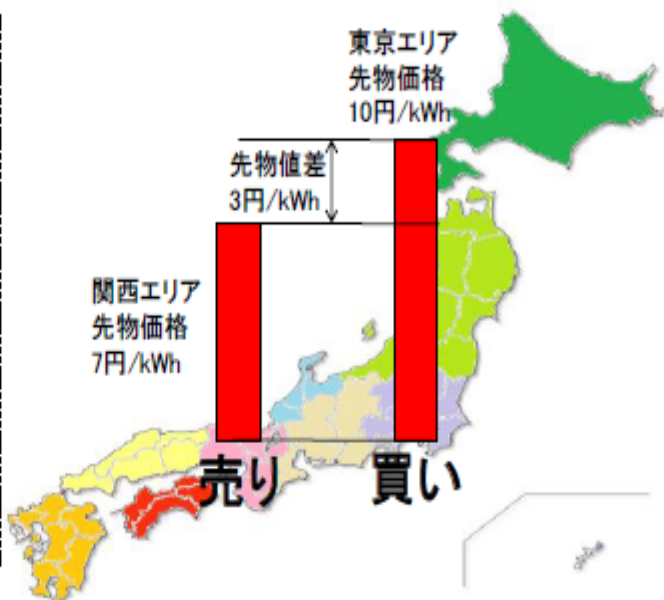 東京エリア
先物価格
10円/kWh
先物値差
3円/kWh
関西エリア
先物価格
7円/kWh
売り
買い